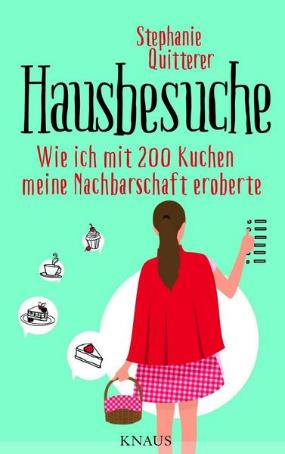 Stephanie
Quitterer
Hausbesuche
Wie ich mit 200 Kuchen
meine Nachbarschaft eroberte
KNAUS